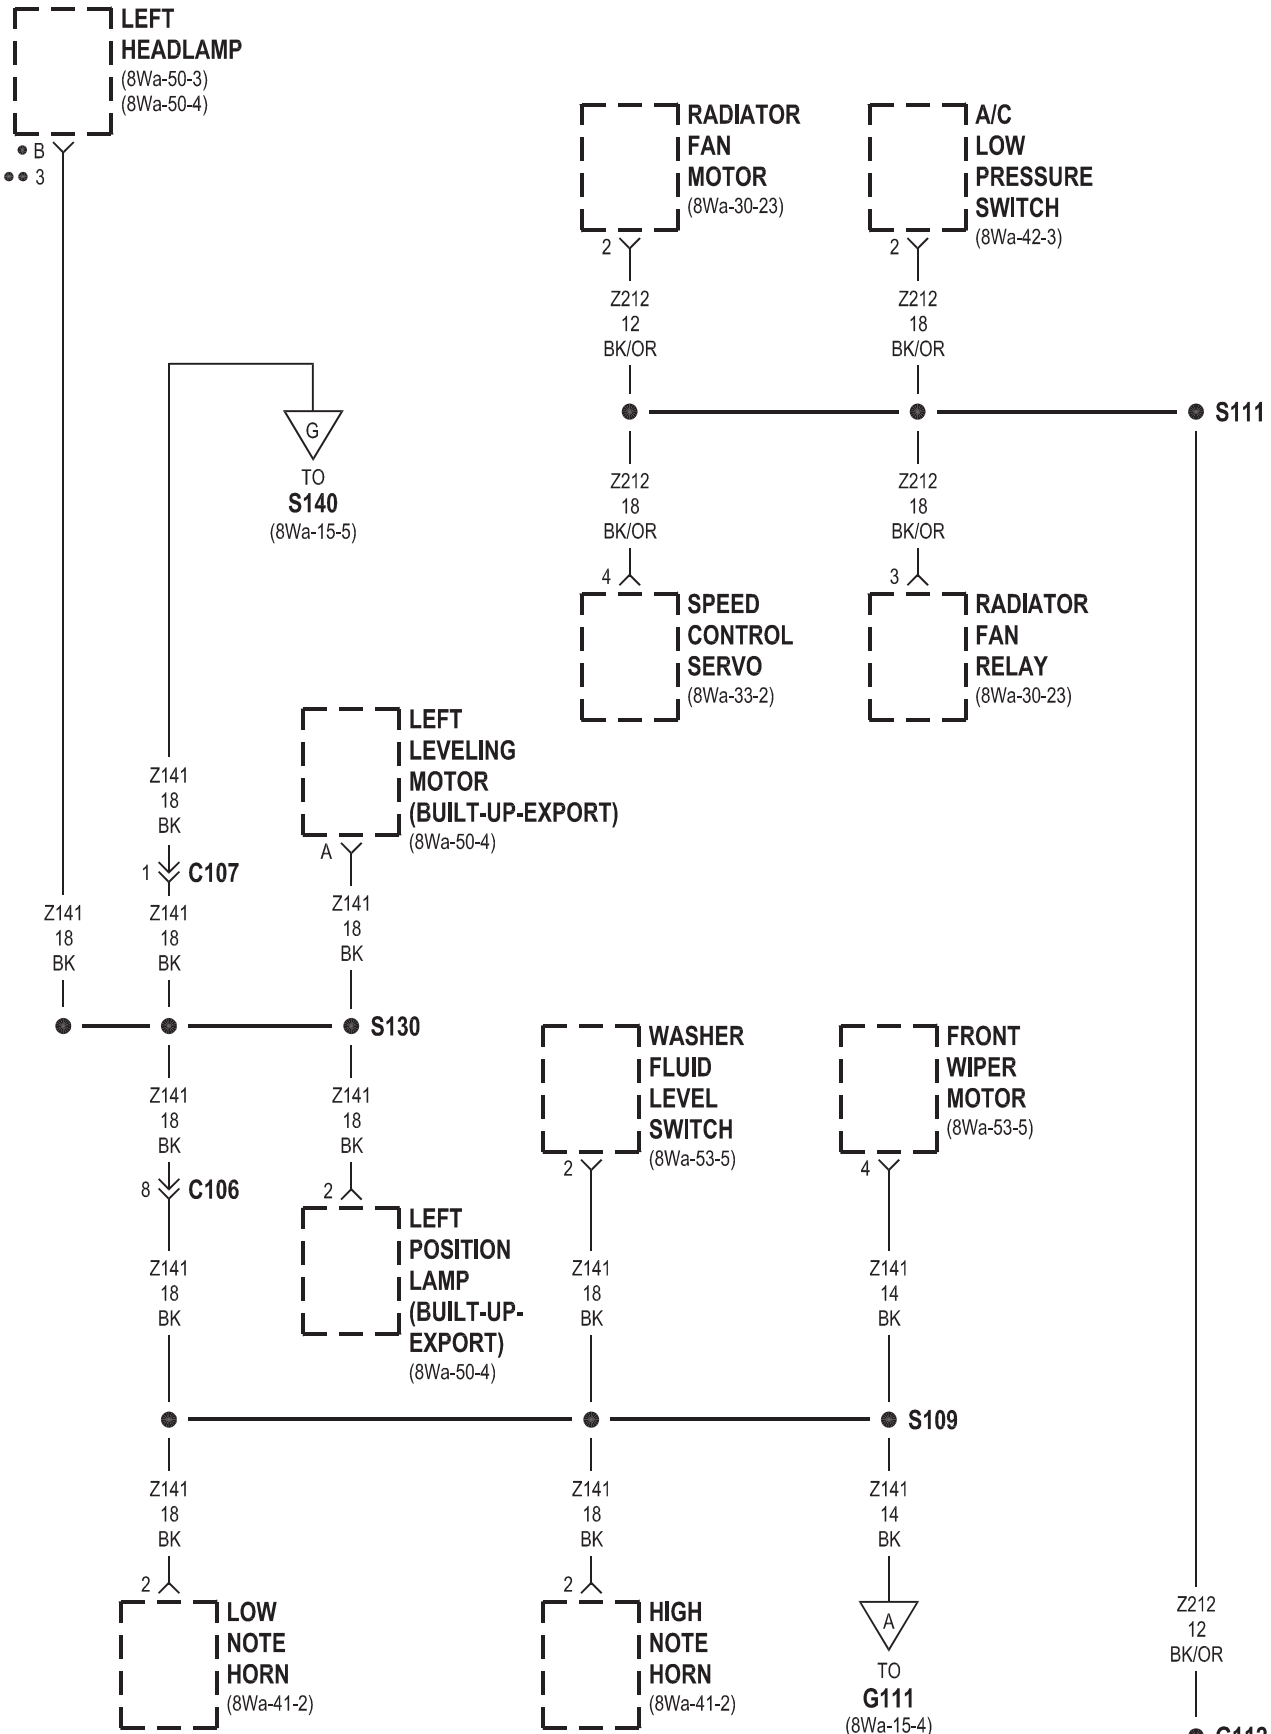 LEFT
HEADLAMP
(8Wa-50-3)
(8Wa-50-4)
B
3
RADIATOR
FAN
MOTOR
(8Wa-30-23)
2
Z212
12
BK/OR
A/C
LOW
PRESSURE
SWITCH
(8Wa-42-3)
2
Z212
18
BK/OR
S111
G
TO
S140
(8Wa-15-5)
Z212
18
BK/OR
4
SPEED
CONTROL
SERVO
(8Wa-33-2)
Z212
18
BK/OR
3
RADIATOR
FAN
RELAY
(8Wa-30-23)
LEFT
LEVELING
MOTOR
(BUILT-UP-EXPORT)
(8Wa-50-4)
A
Z141
18
BK
1
C107
Z141
18
BK
Z141
18
BK
Z141
18
BK
S130
Z141
18
BK
8
C106
Z141
18
BK
2
LEFT
POSITION
LAMP
(BUILT-UP-
EXPORT)
(8Wa-50-4)
WASHER
FLUID
LEVEL
SWITCH
(8Wa-53-5)
2
FRONT
WIPER
MOTOR
(8Wa-53-5)
4
Z141
18
BK
Z141
18
BK
Z141
14
BK
S109
Z141
18
BK
2
LOW
NOTE
HORN
(8Wa-41-2)
Z141
18
BK
2
HIGH
NOTE
HORN
(8Wa-41-2)
Z141
14
BK
A
TO
G111
(8Wa-15-4)
Z212
12
BK/OR